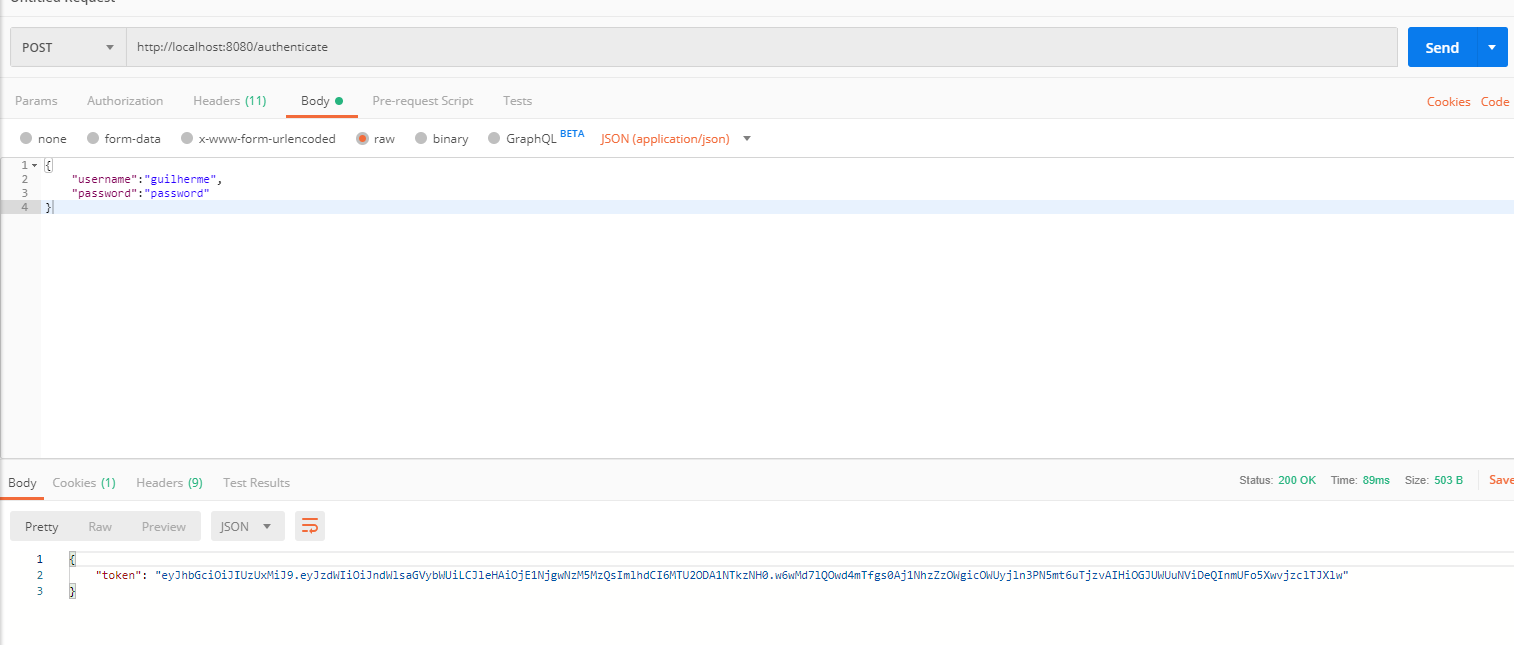 Untitled Request
POST http://localhost:8080/authenticate Send
Params Authorization Headers (11) Body Pre-request Script Tests Cookies Code
none form-data x-www-form-urlencoded raw binary GraphQL BETA JSON (application/json)
1 {
2 "username":"guilherme",
3 "password":"password"
4 }
Body Cookies (1) Headers (9) Test Results Status: 200 OK Time: 89ms Size: 503 B Save
Pretty Raw Preview JSON
1 {
2 "token": "eyJhbGciOiJIUzUxMiJ9.eyJzdWIiOiJndWlsaGVybWUiLCJleHAiOjE1NjgwNzM5MzQsImlhdCI6MTU2ODA1NTkzNH0.w6wMd7lQOwd4mTfgs0Aj1NhzZzOWgicOWUyjln3PN5mt6uTjzvAIHiOGJUWUuNViDeQInmUFo5XwvjzclTJXlw"
3 }